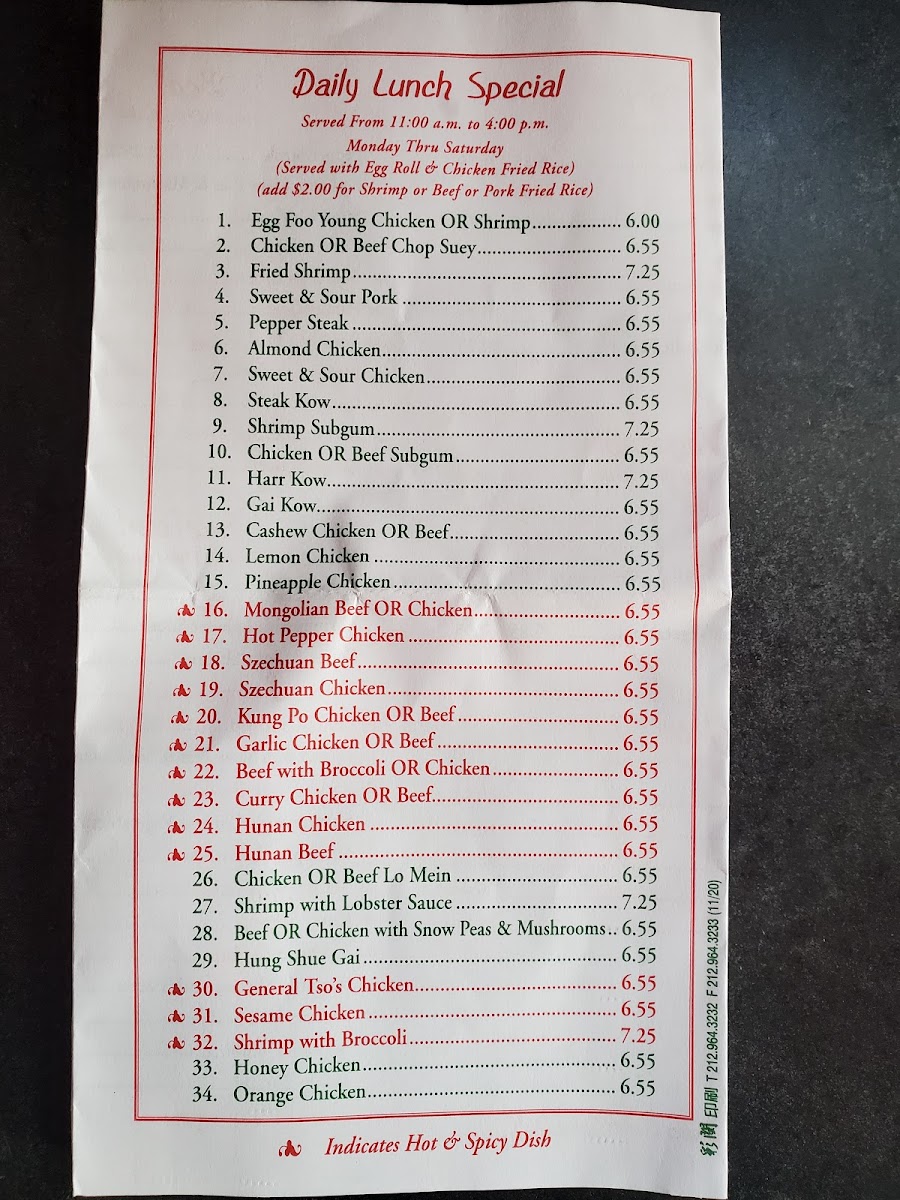 Daily Lunch Special
Served From 11:00 a.m. to 4:00 p.m.
Monday Thru Saturday
(Served with Egg Roll & Chicken Fried Rice)
(add $2.00 for Shrimp or Beef or Pork Fried Rice)
1. Egg Foo Young Chicken OR Shrimp.................. 6.00
2. Chicken OR Beef Chop Suey............................. 6.55
3. Fried Shrimp...................................................... 7.25
4. Sweet & Sour Pork ............................................ 6.55
5. Pepper Steak ...................................................... 6.55
6. Almond Chicken................................................ 6.55
7. Sweet & Sour Chicken....................................... 6.55
8. Steak Kow.......................................................... 6.55
9. Shrimp Subgum................................................. 7.25
10. Chicken OR Beef Subgum................................. 6.55
11. Harr Kow........................................................... 7.25
12. Gai Kow............................................................. 6.55
13. Cashew Chicken OR Beef.................................. 6.55
14. Lemon Chicken ................................................. 6.55
15. Pineapple Chicken ............................................. 6.55
16. Mongolian Beef OR Chicken............................. 6.55
17. Hot Pepper Chicken .......................................... 6.55
18. Szechuan Beef.................................................... 6.55
19. Szechuan Chicken.............................................. 6.55
20. Kung Po Chicken OR Beef................................ 6.55
21. Garlic Chicken OR Beef.................................... 6.55
22. Beef with Broccoli OR Chicken......................... 6.55
23. Curry Chicken OR Beef..................................... 6.55
24. Hunan Chicken ................................................. 6.55
25. Hunan Beef ....................................................... 6.55
26. Chicken OR Beef Lo Mein ................................ 6.55
27. Shrimp with Lobster Sauce ................................ 7.25
28. Beef OR Chicken with Snow Peas & Mushrooms.. 6.55
29. Hung Shue Gai.................................................. 6.55
30. General Tso's Chicken........................................ 6.55
31. Sesame Chicken ................................................. 6.55
32. Shrimp with Broccoli......................................... 7.25
33. Honey Chicken.................................................. 6.55
34. Orange Chicken................................................. 6.55
Indicates Hot & Spicy Dish
印刷 T 212.964.3232 F 212.964.3233 (11/20)